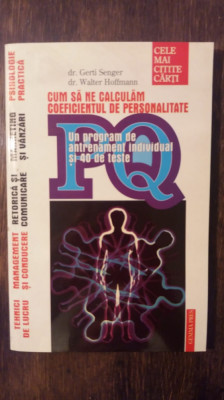 dr. Gerti Senger
dr. Walter Hoffmann
CELE
MAI
CITITE
CĂRȚI
CUM SĂ NE CALCULĂM
COEFICIENTUL DE PERSONALITATE
PQ
Un program de
antrenament individual
și 40 de teste
TEHNICI
DE LUCRU
MANAGEMENT
ȘI CONDUCERE
RETORICĂ ȘI
COMUNICARE
MARKETING
ȘI VÂNZĂRI
PSIHOLOGIE
PRACTICĂ
GEMMA PRES